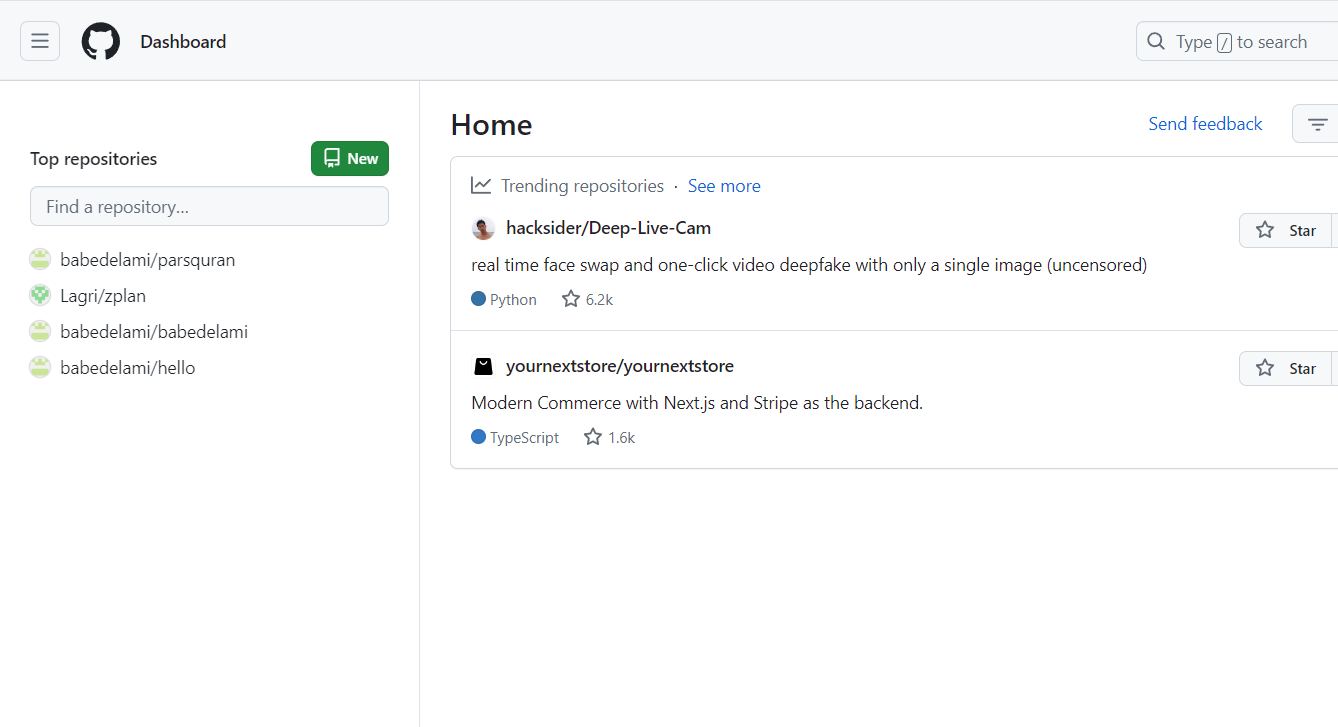 Dashboard
Type / to search
Top repositories
New
Find a repository...
babedelami/parsquran
Lagri/zplan
babedelami/babedelami
babedelami/hello
Home
Send feedback
Trending repositories · See more
hacksider/Deep-Live-Cam
Star
real time face swap and one-click video deepfake with only a single image (uncensored)
Python 6.2k
yournextstore/yournextstore
Star
Modern Commerce with Next.js and Stripe as the backend.
TypeScript 1.6k